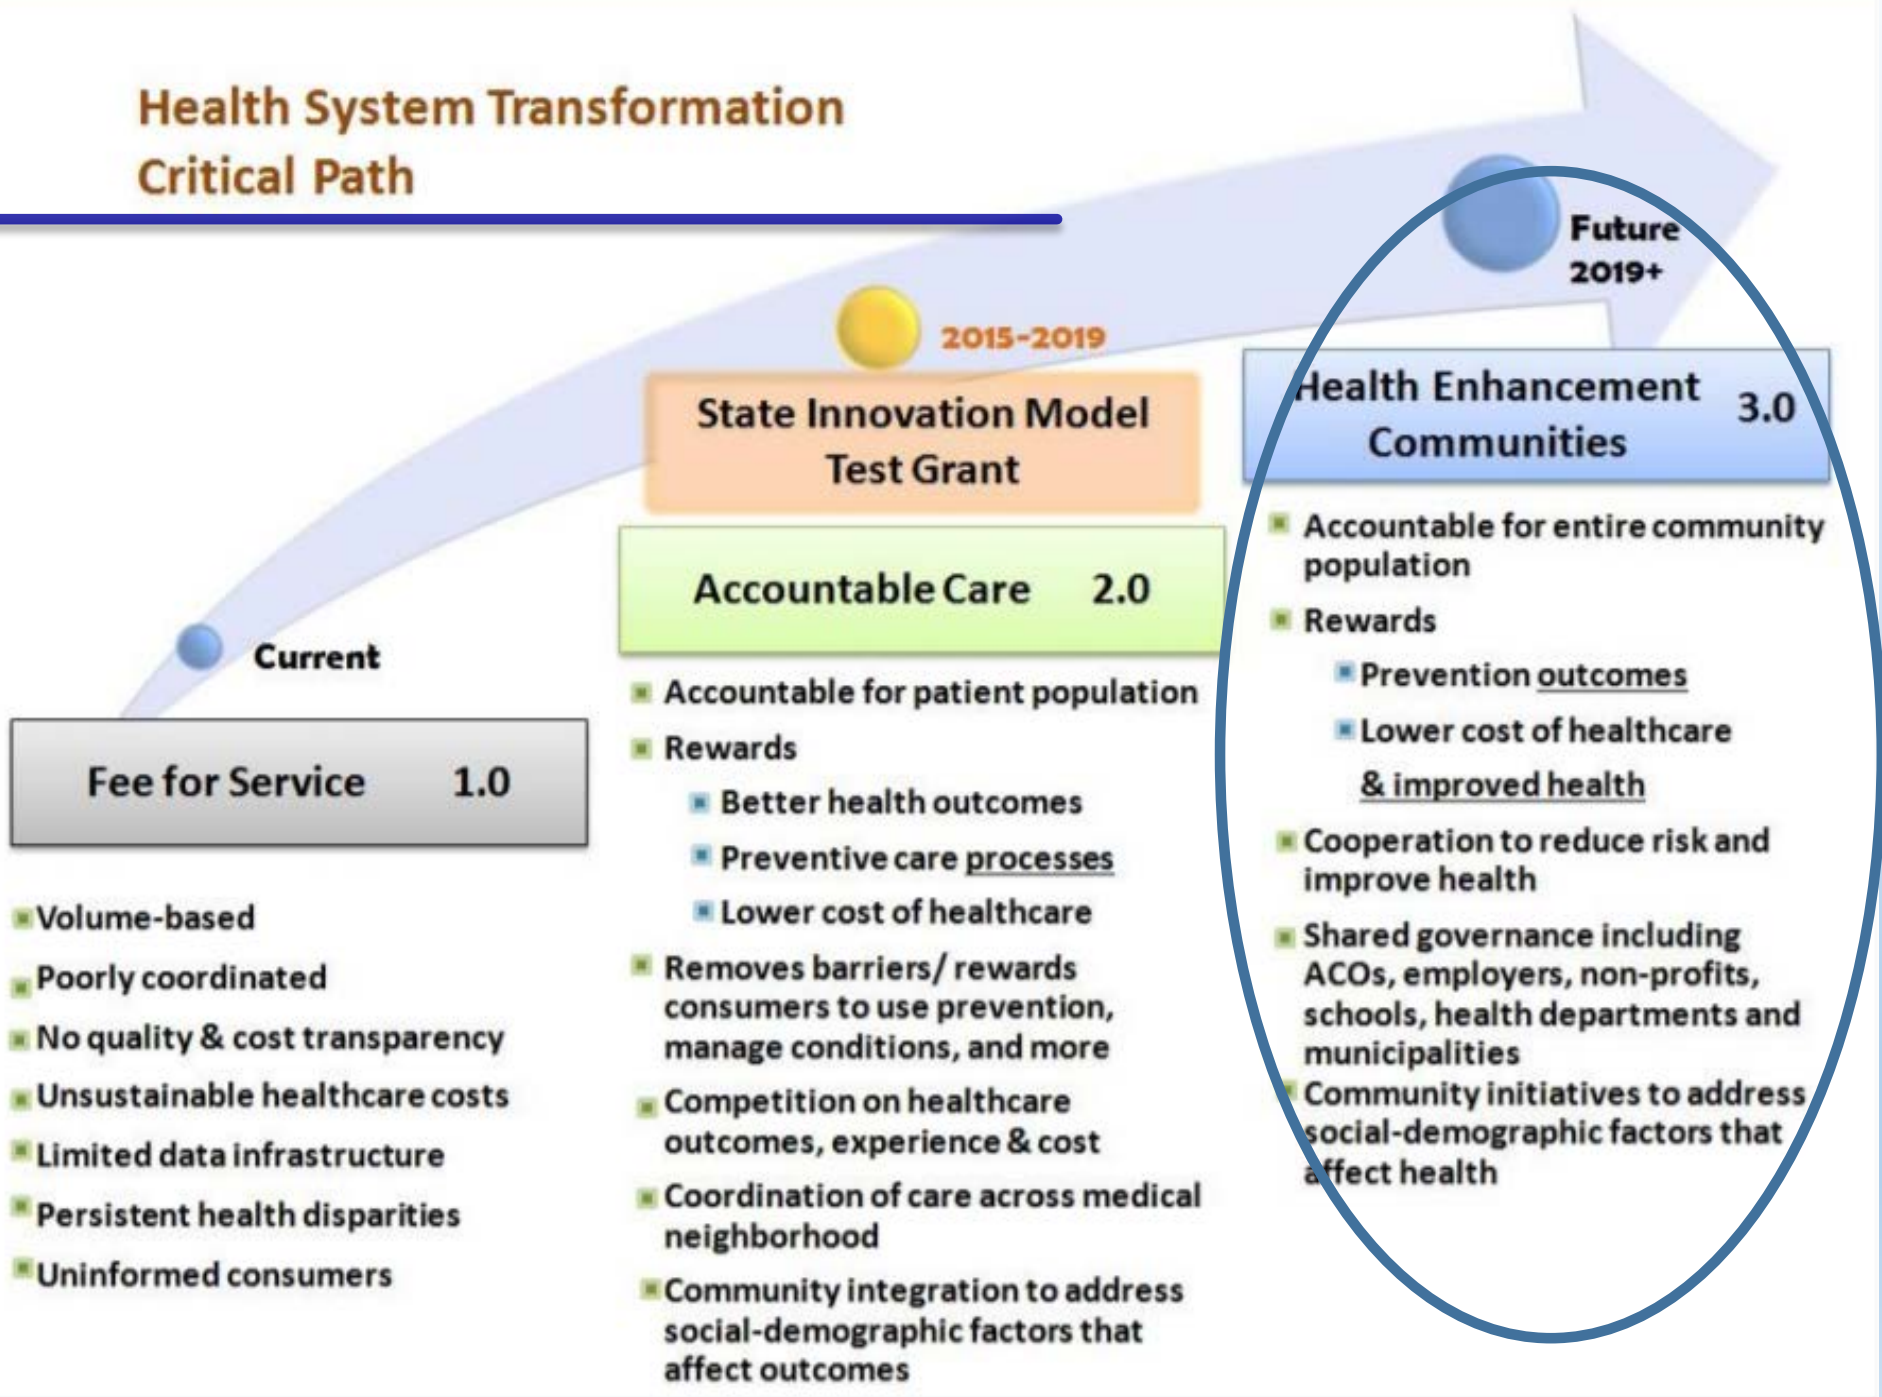 Health System Transformation
Critical Path
Current
Fee for Service 1.0
Volume-based
Poorly coordinated
No quality & cost transparency
Unsustainable healthcare costs
Limited data infrastructure
Persistent health disparities
Uninformed consumers
2015-2019
State Innovation Model
Test Grant
Accountable Care 2.0
Accountable for patient population
Rewards
Better health outcomes
Preventive care processes
Lower cost of healthcare
Removes barriers/ rewards
consumers to use prevention,
manage conditions, and more
Competition on healthcare
outcomes, experience & cost
Coordination of care across medical
neighborhood
Community integration to address
social-demographic factors that
affect outcomes
Future
2019+
Health Enhancement
Communities
3.0
Accountable for entire community
population
Rewards
Prevention outcomes
Lower cost of healthcare
& improved health
Cooperation to reduce risk and
improve health
Shared governance including
ACOs, employers, non-profits,
schools, health departments and
municipalities
Community initiatives to address
social-demographic factors that
affect health